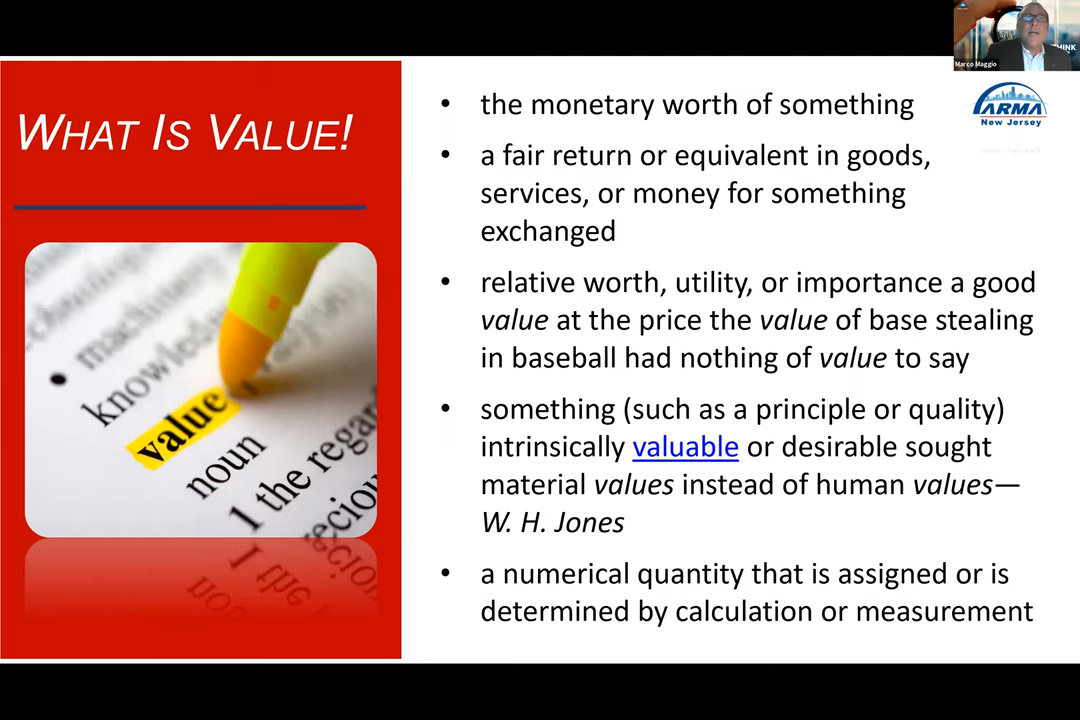 WHAT IS VALUE!
machinery
knowledge
value
noun
1 the regar
• the monetary worth of something
• a fair return or equivalent in goods,
services, or money for something
exchanged
• relative worth, utility, or importance a good
value at the price the value of base stealing
in baseball had nothing of value to say
• something (such as a principle or quality)
intrinsically valuable or desirable sought
material values instead of human values—
W. H. Jones
• a numerical quantity that is assigned or is
determined by calculation or measurement
ARMA
New Jersey
Marco Maggio